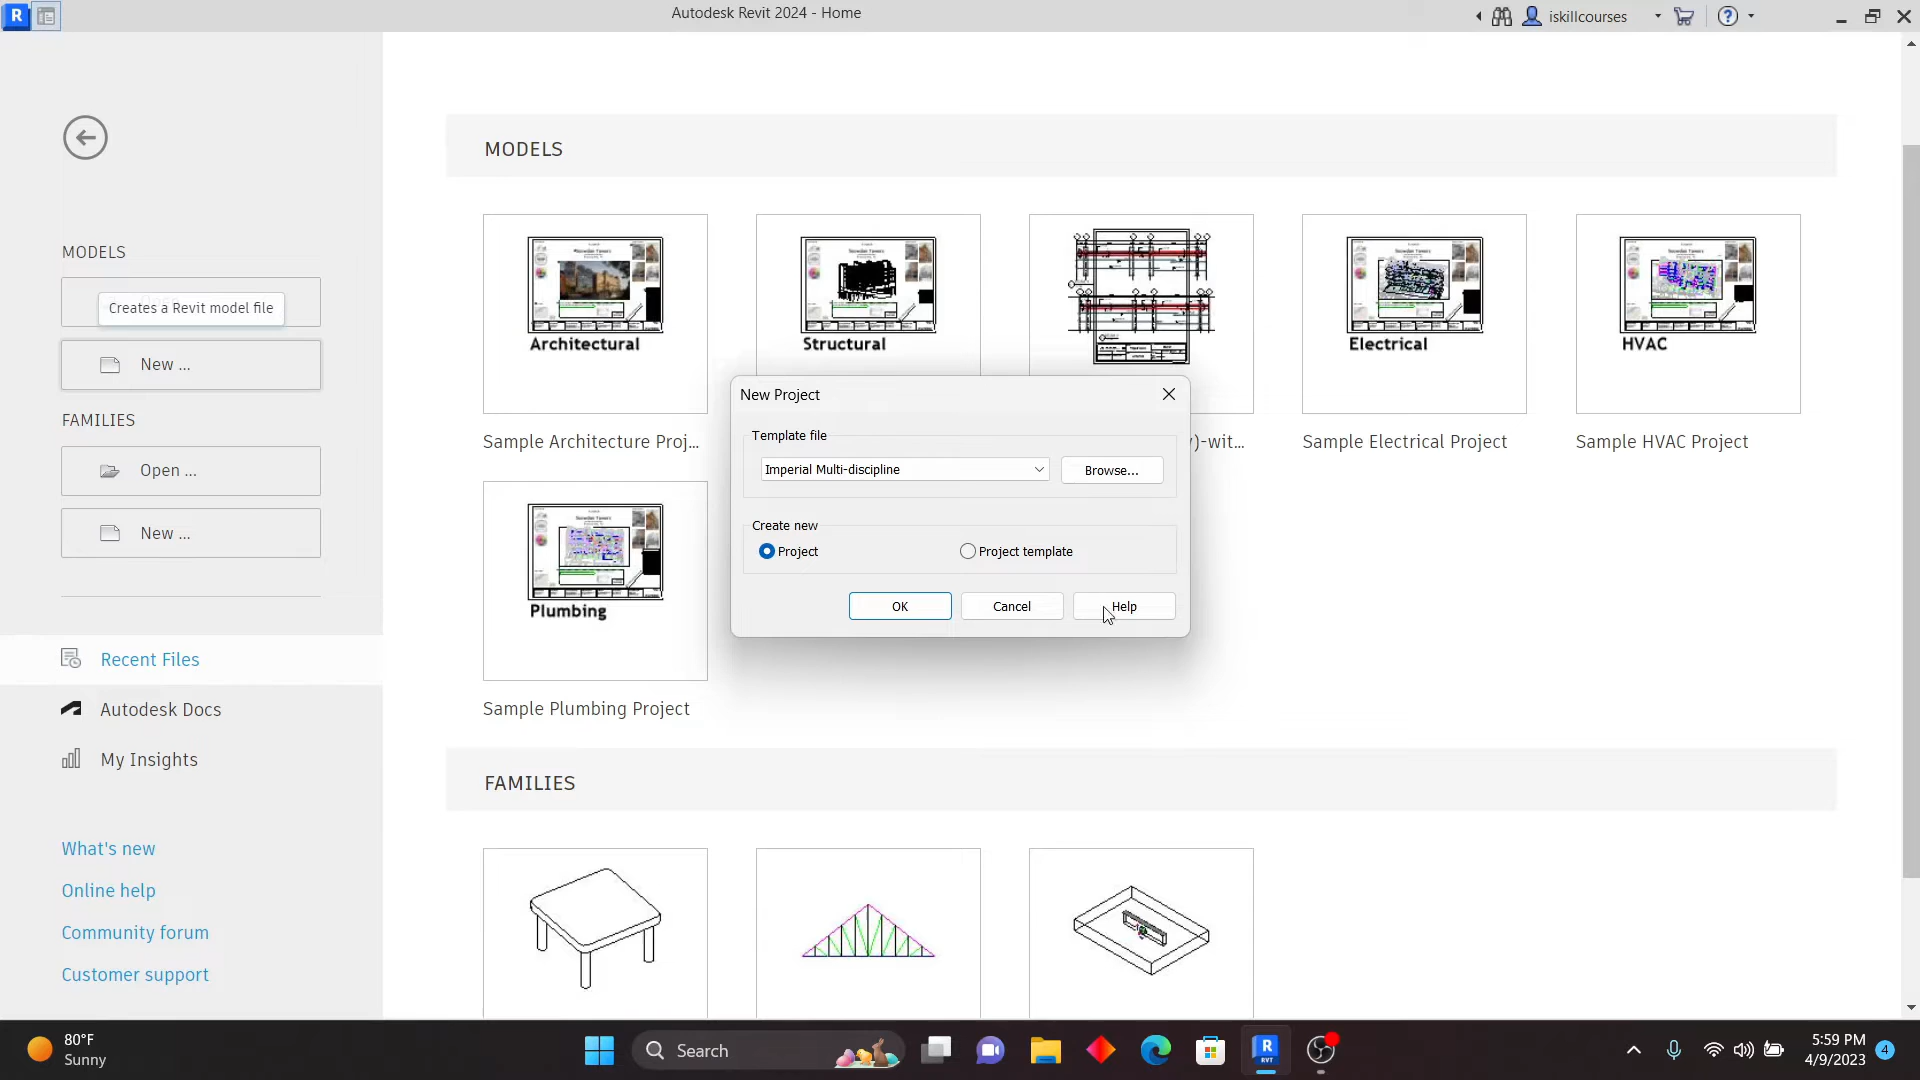 R
Autodesk Revit 2024 - Home
iskillcourses
?
MODELS
Creates a Revit model file
New ...
FAMILIES
Open ...
New ...
Recent Files
Autodesk Docs
My Insights
What's new
Online help
Community forum
Customer support
MODELS
Architectural
Structural
Electrical
HVAC
Sample Architecture Proj...
)-wit...
Sample Electrical Project
Sample HVAC Project
Plumbing
Sample Plumbing Project
New Project
Template file
Imperial Multi-discipline
Browse...
Create new
Project
Project template
OK
Cancel
Help
FAMILIES
80°F
Sunny
Search
R
RVT
5:59 PM
4/9/2023
4